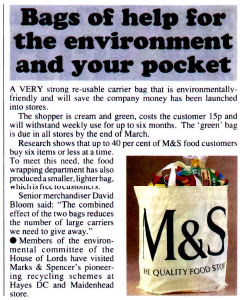 Bags of help for
the environment
and your pocket
A VERY strong re-usable carrier bag that is environmentally-
friendly and will save the company money has been launched
into stores.
The shopper is cream and green, costs the customer 15p and
will withstand weekly use for up to six months. The 'green' bag
is due in all stores by the end of March.
Research shows that up to 40 per cent of M&S food customers
buy six items or less at a time.
To meet this need, the food
wrapping department has also
produced a smaller, lighter bag,
which is free to customers.
Senior merchandiser David
Bloom said: "The combined
effect of the two bags reduces
the number of large carriers
we need to give away."
● Members of the environ-
mental committee of the
House of Lords have visited
Marks & Spencer's pioneer-
ing recycling schemes at
Hayes DC and Maidenhead
store.
M&S
THE QUALITY FOOD STORE